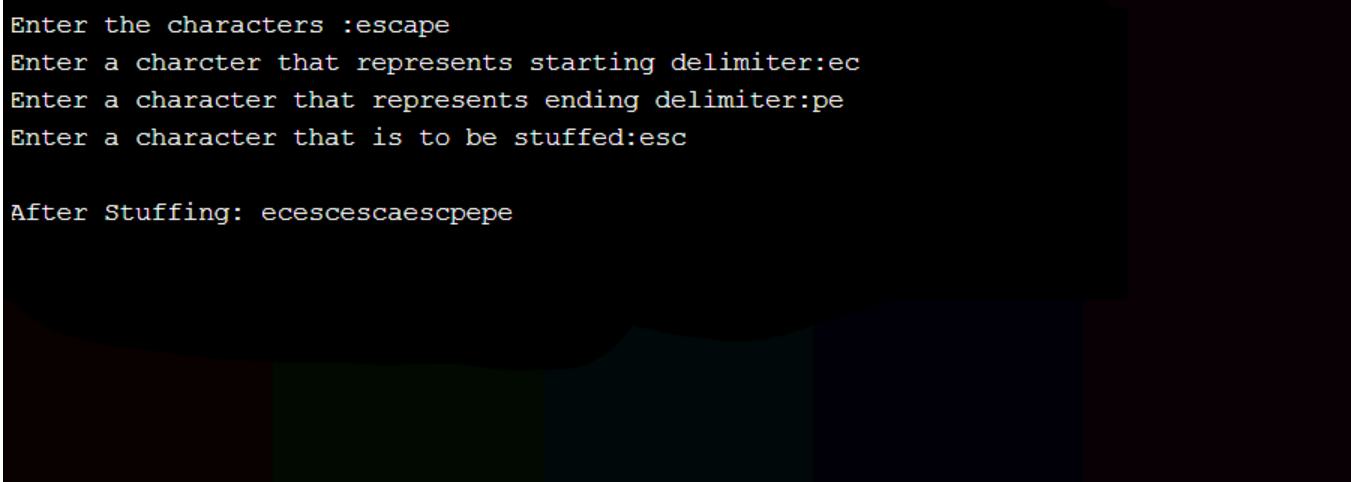 Enter the characters :escape
Enter a charcter that represents starting delimiter:ec
Enter a character that represents ending delimiter:pe
Enter a character that is to be stuffed:esc
After Stuffing: ecescescaescpepe